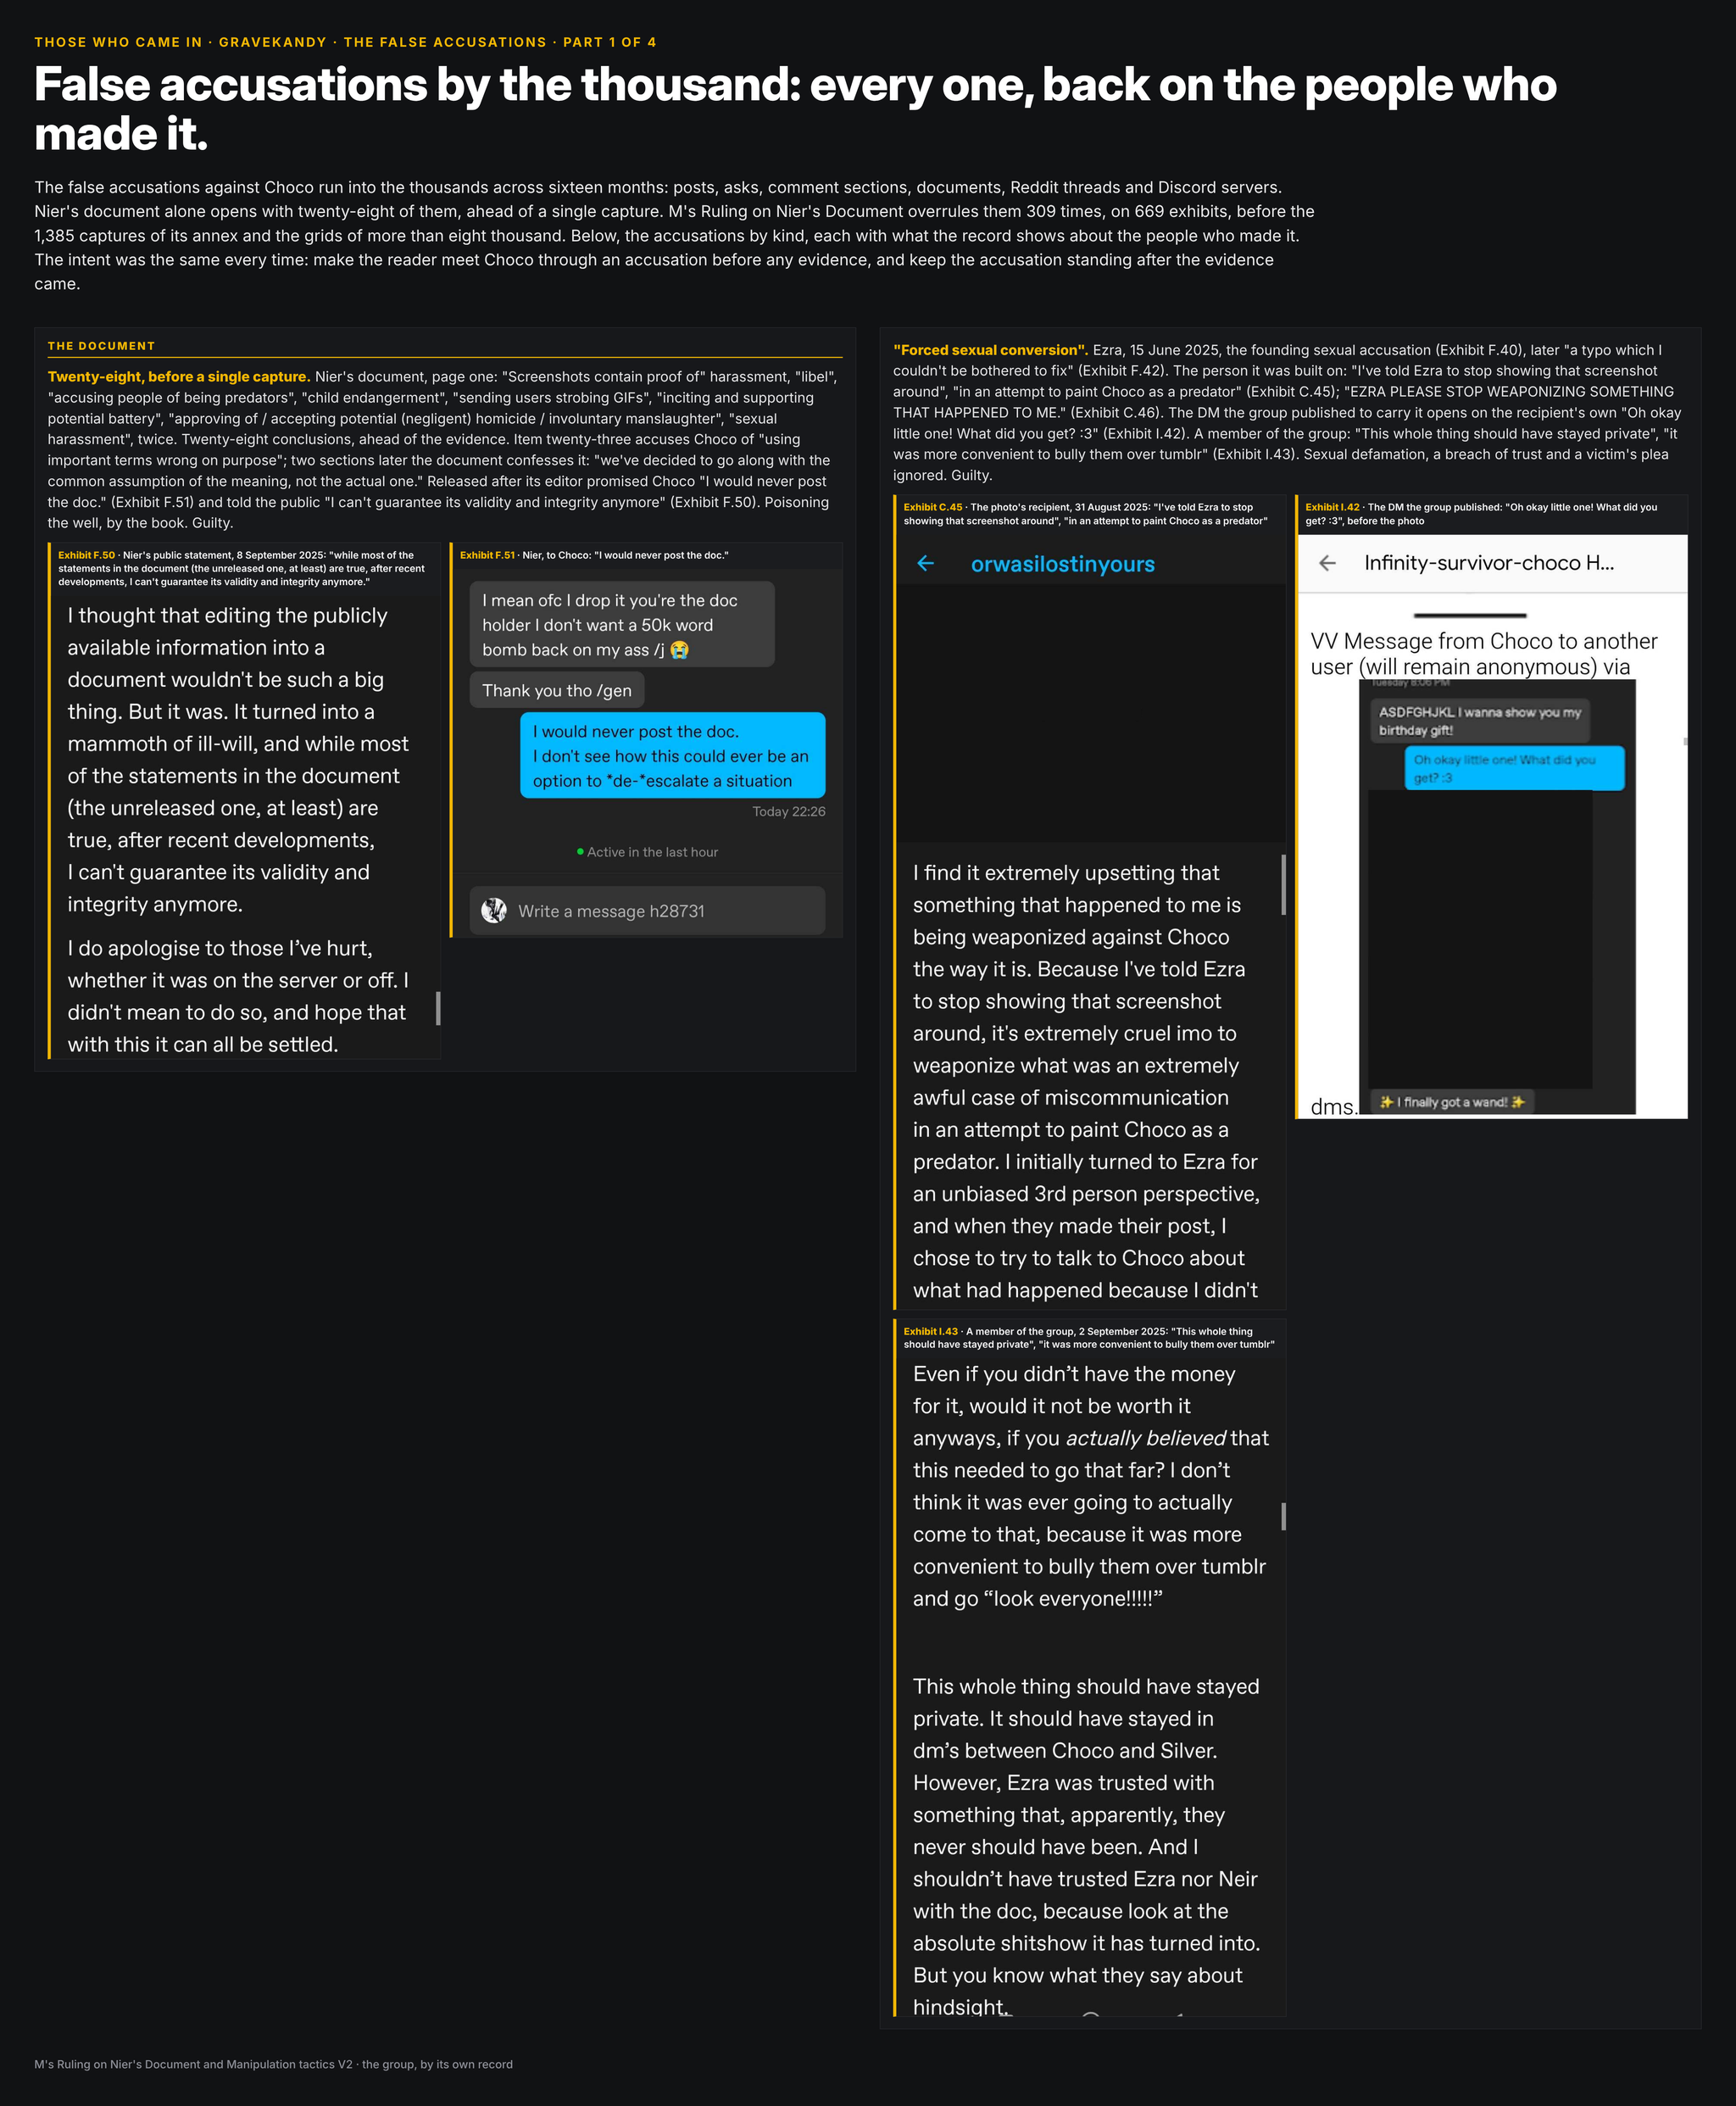 THOSE WHO CAME IN · GRAVEKANDY · THE FALSE ACCUSATIONS · PART 1 OF 4
False accusations by the thousand: every one, back on the people who
made it.
The false accusations against Choco run into the thousands across sixteen months: posts, asks, comment sections, documents, Reddit threads and Discord servers.
Nier's document alone opens with twenty-eight of them, ahead of a single capture. M's Ruling on Nier's Document overrules them 309 times, on 669 exhibits, before the
1,385 captures of its annex and the grids of more than eight thousand. Below, the accusations by kind, each with what the record shows about the people who made it.
The intent was the same every time: make the reader meet Choco through an accusation before any evidence, and keep the accusation standing after the evidence
came.
THE DOCUMENT
Twenty-eight, before a single capture. Nier's document, page one: "Screenshots contain proof of" harassment, "libel",
"accusing people of being predators", "child endangerment", "sending users strobing GIFs", "inciting and supporting
potential battery", "approving of / accepting potential (negligent) homicide / involuntary manslaughter", "sexual
harassment", twice. Twenty-eight conclusions, ahead of the evidence. Item twenty-three accuses Choco of "using
important terms wrong on purpose"; two sections later the document confesses it: "we've decided to go along with the
common assumption of the meaning, not the actual one." Released after its editor promised Choco "I would never post
the doc." (Exhibit F.51) and told the public "I can't guarantee its validity and integrity anymore" (Exhibit F.50). Poisoning
the well, by the book. Guilty.
Exhibit F.50 · Nier's public statement, 8 September 2025: "while most of the
statements in the document (the unreleased one, at least) are true, after recent
developments, I can't guarantee its validity and integrity anymore."
I thought that editing the publicly
available information into a
document wouldn't be such a big
thing. But it was. It turned into a
mammoth of ill-will, and while most
of the statements in the document
(the unreleased one, at least) are
true, after recent developments,
I can't guarantee its validity and
integrity anymore.
I do apologise to those I've hurt,
whether it was on the server or off. I
didn't mean to do so, and hope that
with this it can all be settled.
Exhibit F.51 · Nier, to Choco: "I would never post the doc."
I mean ofc I drop it you're the doc
holder I don't want a 50k word
bomb back on my ass /j 😭
Thank you tho /gen
I would never post the doc.
I don't see how this could ever be an
option to *de-*escalate a situation
Today 22:26
Active in the last hour
Write a message h28731
"Forced sexual conversion". Ezra, 15 June 2025, the founding sexual accusation (Exhibit F.40), later "a typo which I
couldn't be bothered to fix" (Exhibit F.42). The person it was built on: "I've told Ezra to stop showing that screenshot
around", "in an attempt to paint Choco as a predator" (Exhibit C.45); "EZRA PLEASE STOP WEAPONIZING SOMETHING
THAT HAPPENED TO ME." (Exhibit C.46). The DM the group published to carry it opens on the recipient's own "Oh okay
little one! What did you get? :3" (Exhibit I.42). A member of the group: "This whole thing should have stayed private", "it
was more convenient to bully them over tumblr" (Exhibit I.43). Sexual defamation, a breach of trust and a victim's plea
ignored. Guilty.
Exhibit C.45 · The photo's recipient, 31 August 2025: "I've told Ezra to stop
showing that screenshot around", "in an attempt to paint Choco as a predator"
orwasilostinyours
I find it extremely upsetting that
something that happened to me is
being weaponized against Choco
the way it is. Because I've told Ezra
to stop showing that screenshot
around, it's extremely cruel imo to
weaponize what was an extremely
awful case of miscommunication
in an attempt to paint Choco as a
predator. I initially turned to Ezra for
an unbiased 3rd person perspective,
and when they made their post, I
chose to try to talk to Choco about
what had happened because I didn't
Exhibit I.42 · The DM the group published: "Oh okay little one! What did you
get? :3", before the photo
Infinity-survivor-choco H...
VV Message from Choco to another
user (will remain anonymous) via
Tuesday 8:06 PM
ASDFGHJKL I wanna show you my
birthday gift!
Oh okay little one! What did you
get? :3
dms.
✨ I finally got a wand! ✨
Exhibit I.43 · A member of the group, 2 September 2025: "This whole thing
should have stayed private", "it was more convenient to bully them over tumblr"
Even if you didn't have the money
for it, would it not be worth it
anyways, if you actually believed that
this needed to go that far? I don't
think it was ever going to actually
come to that, because it was more
convenient to bully them over tumblr
and go "look everyone!!!!!"
This whole thing should have stayed
private. It should have stayed in
dm's between Choco and Silver.
However, Ezra was trusted with
something that, apparently, they
never should have been. And I
shouldn't have trusted Ezra nor Neir
with the doc, because look at the
absolute shitshow it has turned into.
But you know what they say about
hindsight.
M's Ruling on Nier's Document and Manipulation tactics V2 · the group, by its own record